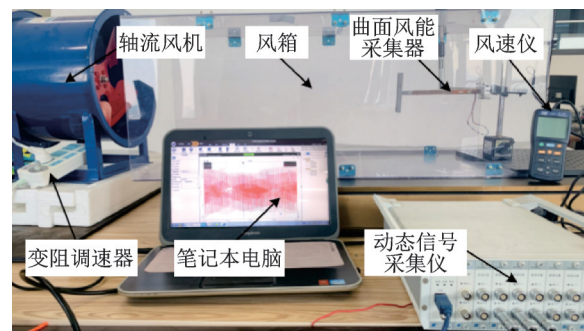 轴流风机
风箱
曲面风能
采集器
风速仪
变阻调速器
笔记本电脑
动态信号
采集仪